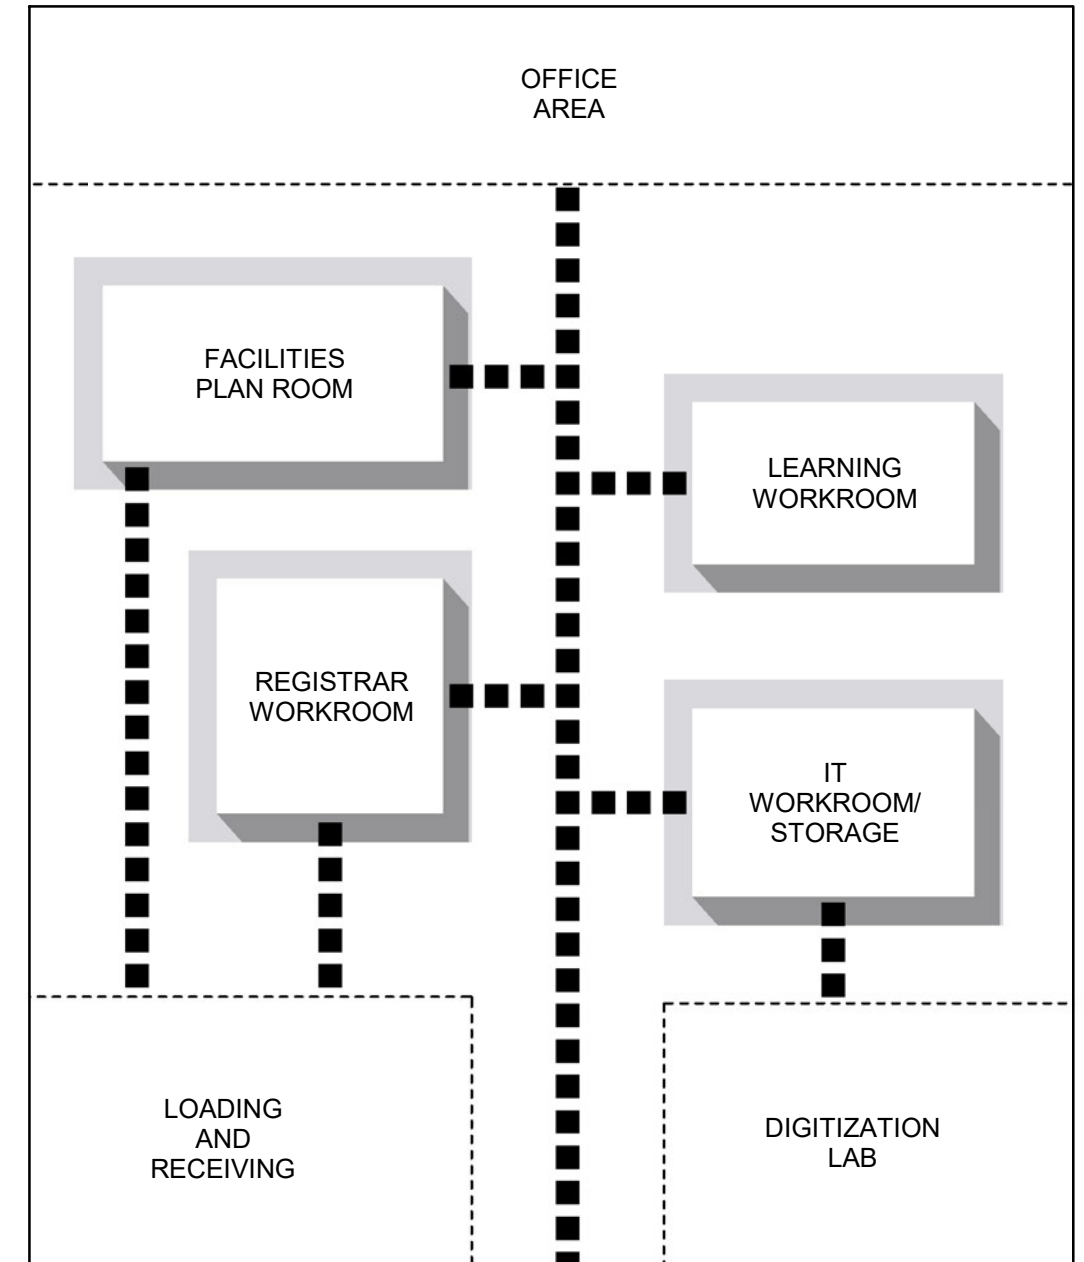 OFFICE
AREA
FACILITIES
PLAN ROOM
LEARNING
WORKROOM
REGISTRAR
WORKROOM
IT
WORKROOM/
STORAGE
LOADING
AND
RECEIVING
DIGITIZATION
LAB